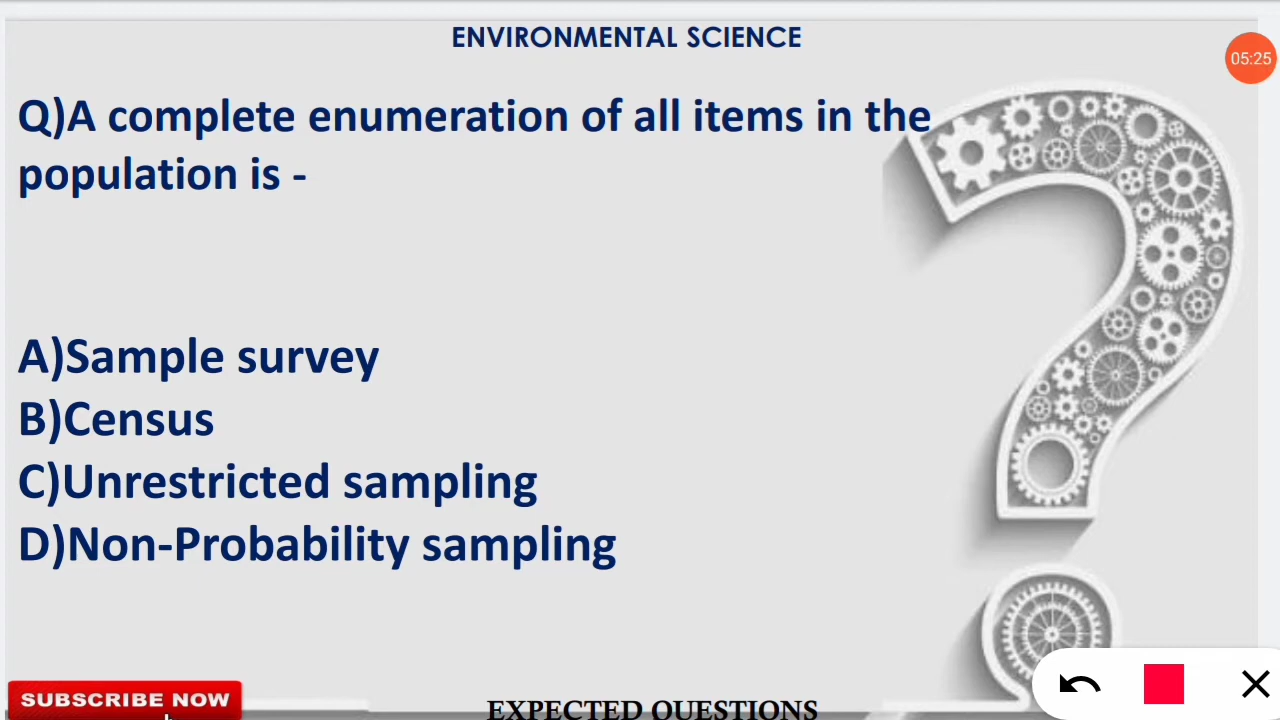 ENVIRONMENTAL SCIENCE
05:25
Q)A complete enumeration of all items in the
population is -
A)Sample survey
B)Census
C)Unrestricted sampling
D)Non-Probability sampling
SUBSCRIBE NOW
EXPECTED QUESTIONS